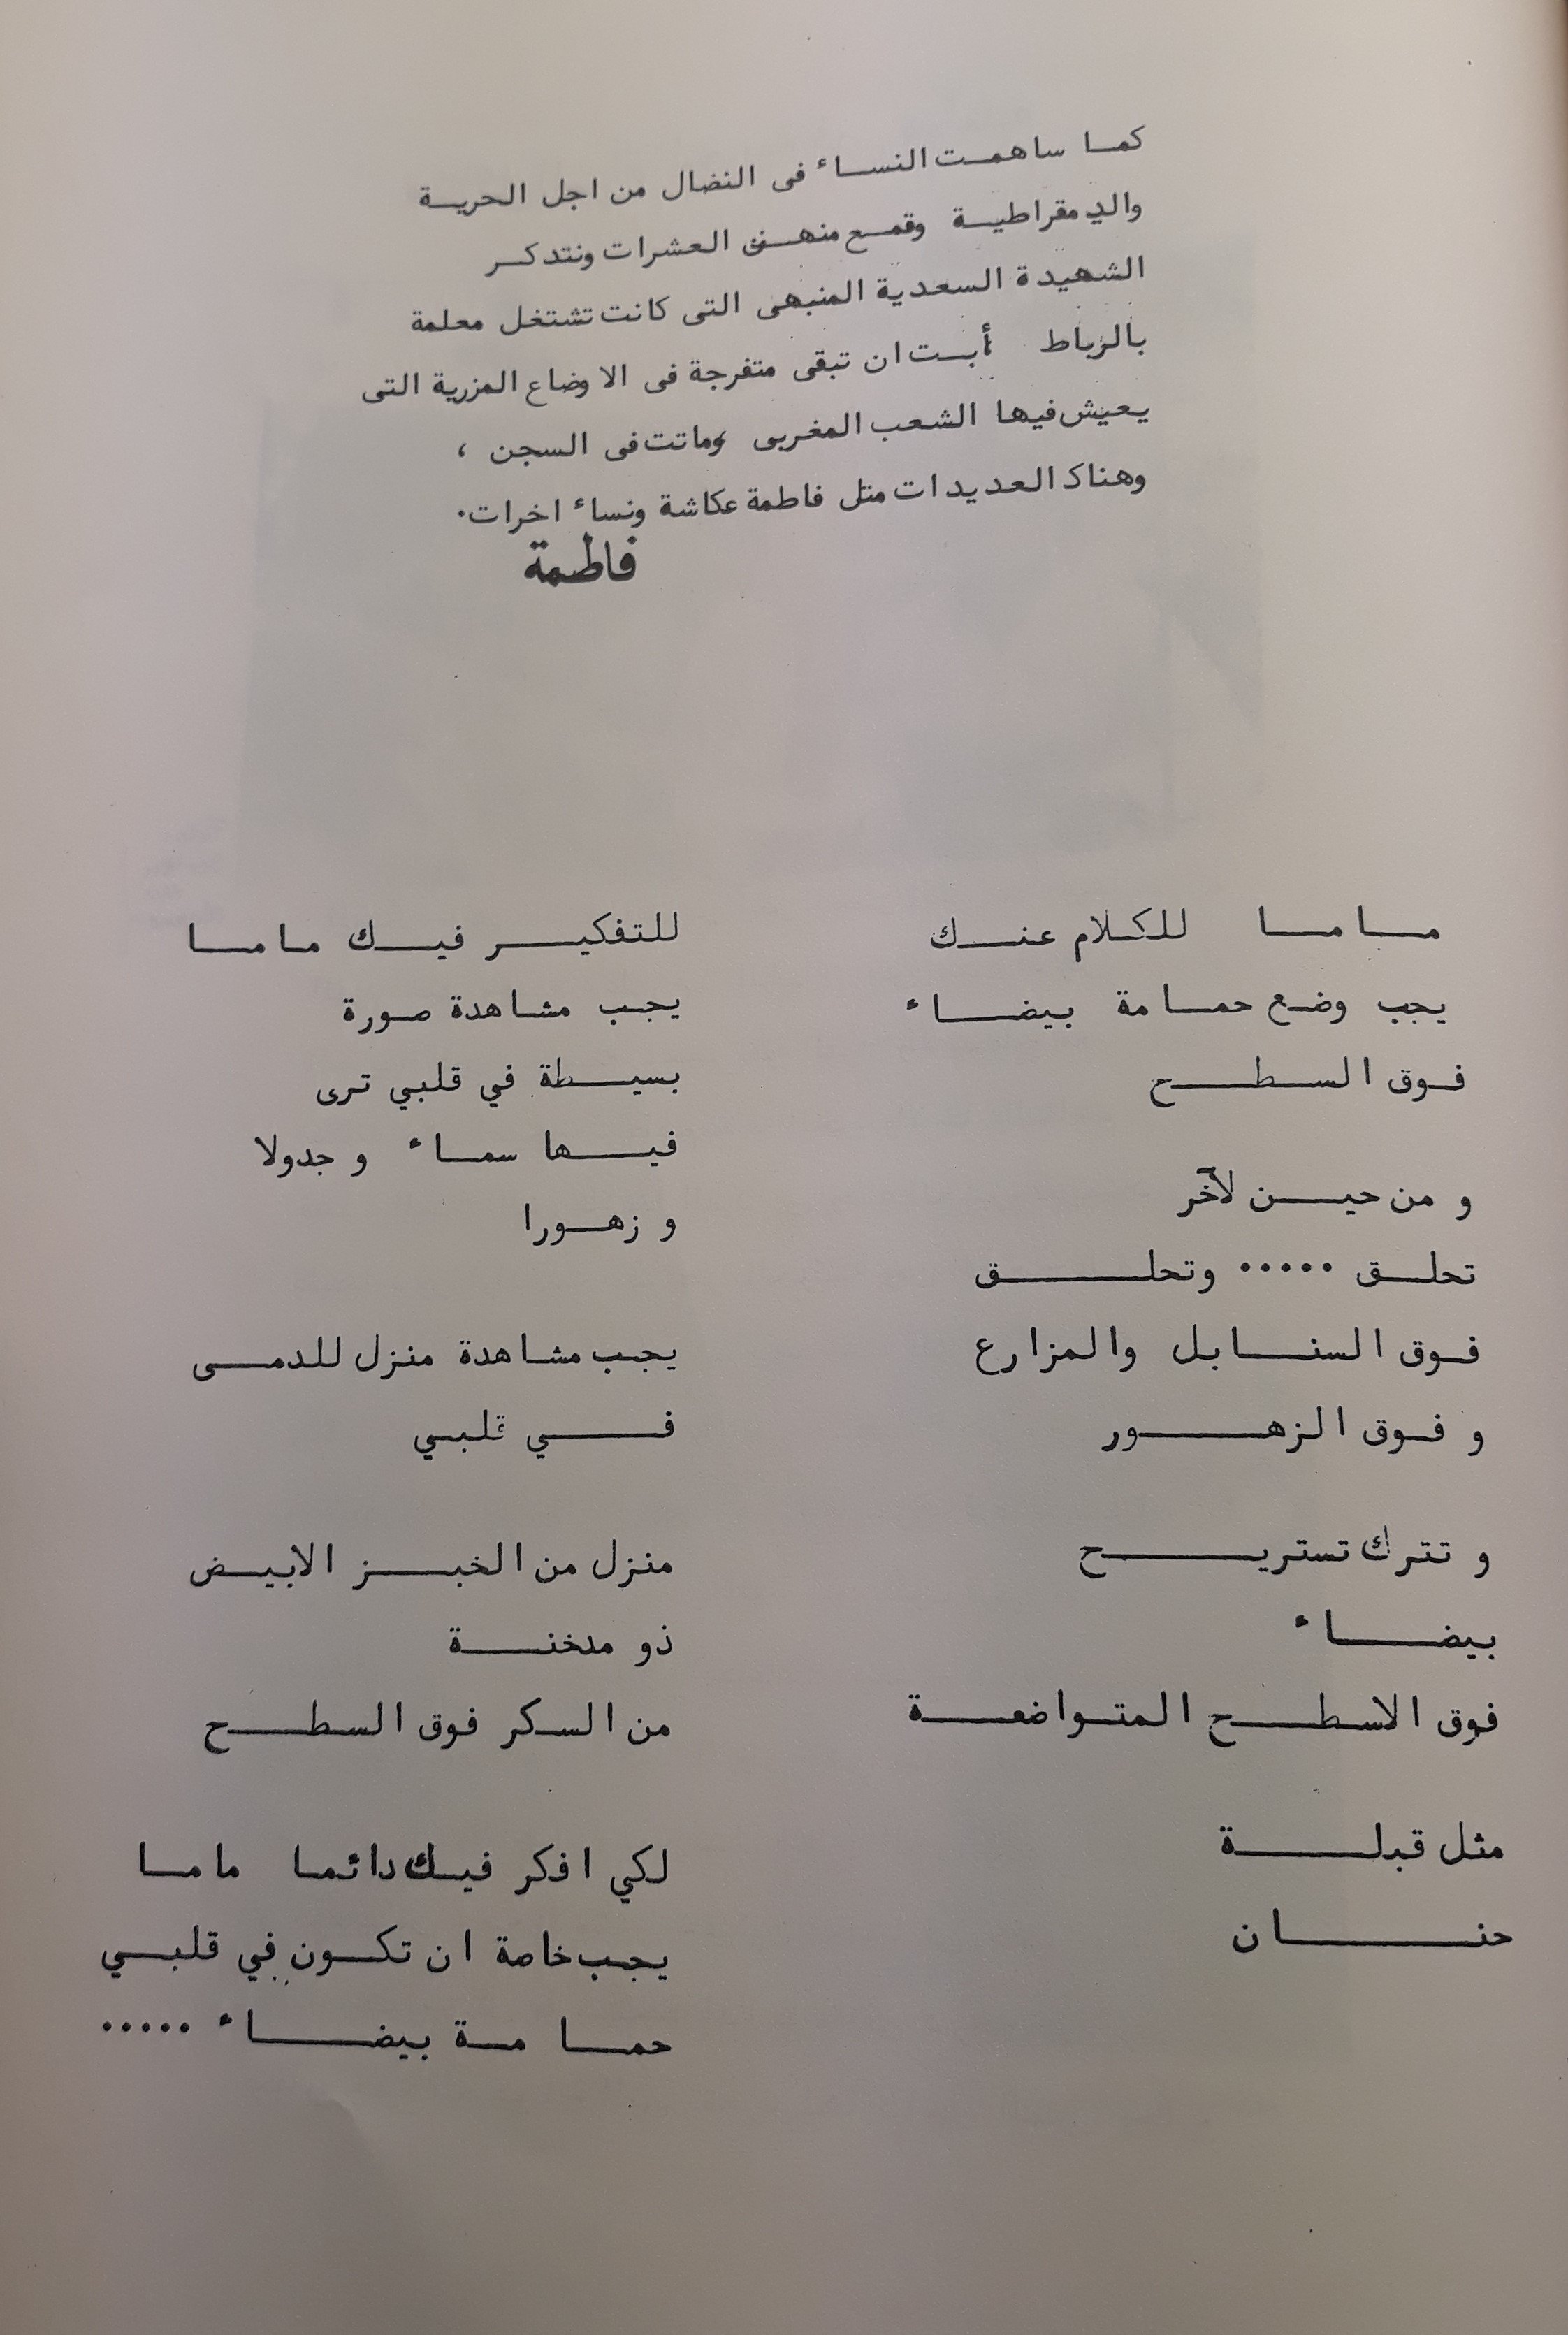 كما ساهمت النساء فى النضال من اجل الحرية
والدمقراطية وقمع منهن العشرات ونتدكر
الشهيدة السعدية المنبهى التى كانت تشتغل معلمة
بالرباط أبت ان تبقى متفرجة فى الاوضاع المزرية التى
يعيش فيها الشعب المغربى وماتت فى السجن ،
وهناك العديدات متل فاطمة عكاشة ونساء اخرات.
فاطمة
ماما للكلام عنك
يجب وضع حمامة بيضاء
فوق السطح
و من حين لآخر
تحلق ..... وتحلق
فوق السنابل والمزارع
و فوق الزهور
و تترك تستريح
بيضاء
فوق الاسطح المتواضعة
مثل قبلة
حنان
للتفكير فيك ماما
يجب مشاهدة صورة
بسيطة في قلبي ترى
فيها سماء و جدولا
و زهورا
يجب مشاهدة منزل للدمى
في قلبي
منزل من الخبز الابيض
ذو مدخنة
من السكر فوق السطح
لكي افكر فيك دائما ماما
يجب خاصة ان تكون في قلبي
حمامة بيضاء .....